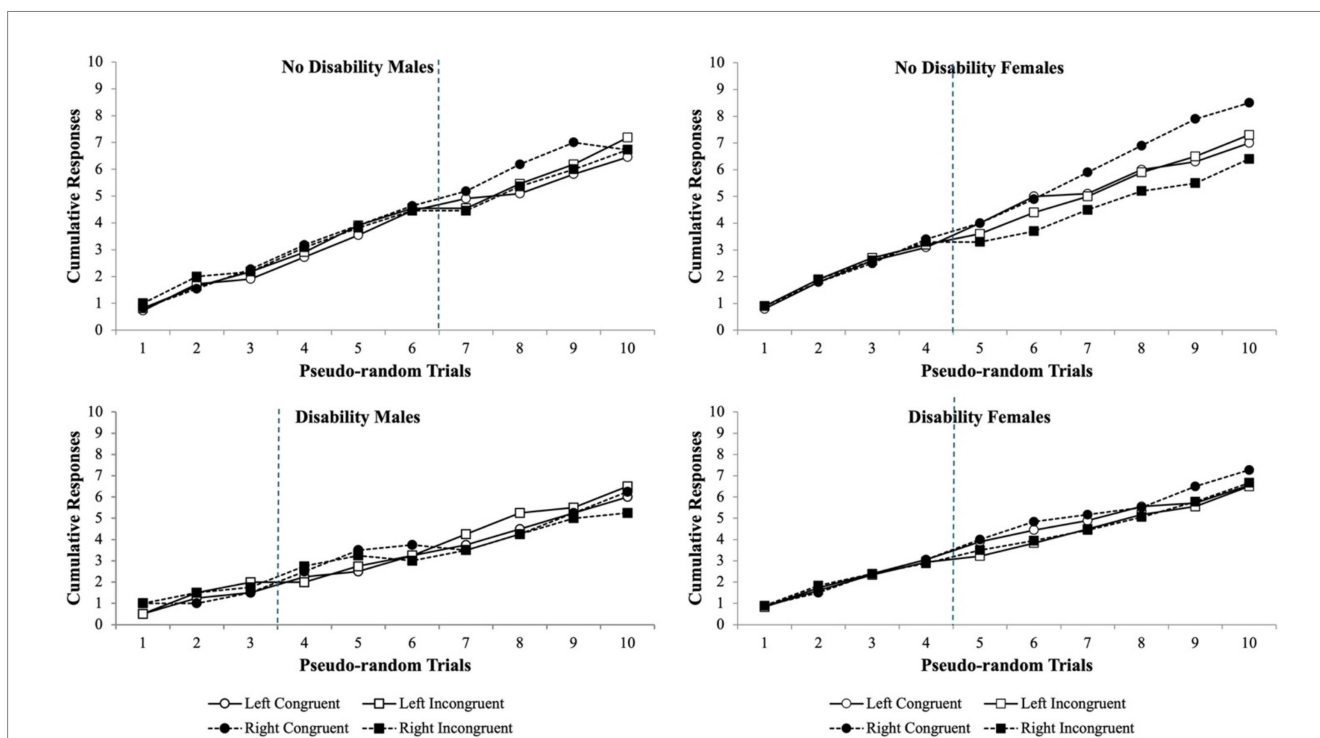 No Disability Males
Cumulative Responses
10
9
8
7
6
5
4
3
2
1
0
1 2 3 4 5 6 7 8 9 10
Pseudo-random Trials
No Disability Females
Cumulative Responses
10
9
8
7
6
5
4
3
2
1
0
1 2 3 4 5 6 7 8 9 10
Pseudo-random Trials
Disability Males
Cumulative Responses
10
9
8
7
6
5
4
3
2
1
0
1 2 3 4 5 6 7 8 9 10
Pseudo-random Trials
Disability Females
Cumulative Responses
10
9
8
7
6
5
4
3
2
1
0
1 2 3 4 5 6 7 8 9 10
Pseudo-random Trials
Left Congruent Left Incongruent
Right Congruent Right Incongruent
Left Congruent Left Incongruent
Right Congruent Right Incongruent